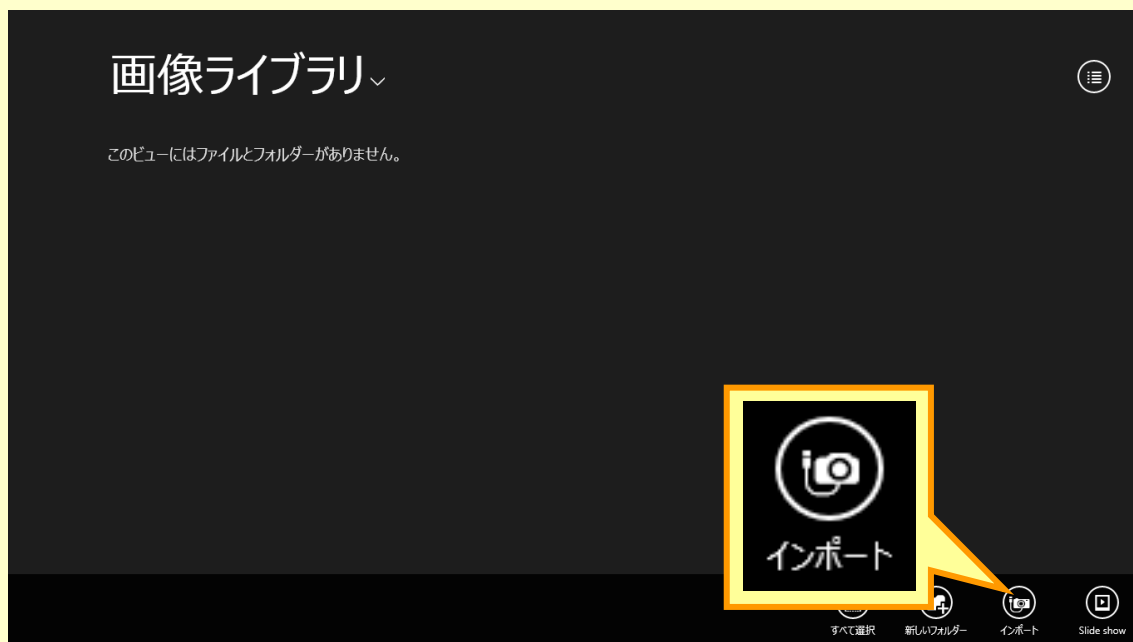 画像ライブラリ
このビューにはファイルとフォルダーがありません。
インポート
すべて選択
新しいフォルダー
インポート
Slide show